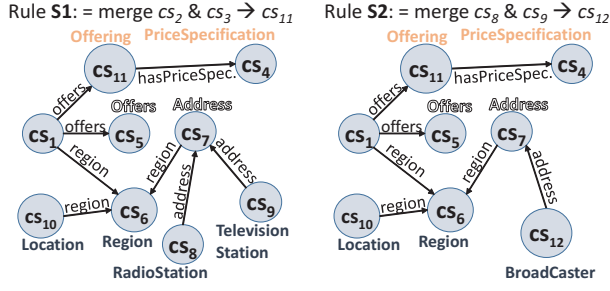 Rule S1: = merge cs2 & cs3 → cs11
Offering PriceSpecification
cs11
hasPriceSpec.
cs4
offers
Offers
Address
cs1
offers
cs5
cs7
region
region
address
address
cs10
region
cs6
cs9
Location
Region
cs8
Television
Station
RadioStation
Rule S2: = merge cs8 & cs9 → cs12
Offering PriceSpecification
cs11
hasPriceSpec.
cs4
offers
Offers
Address
cs1
offers
cs5
cs7
region
region
address
cs10
region
cs6
cs12
Location
Region
BroadCaster